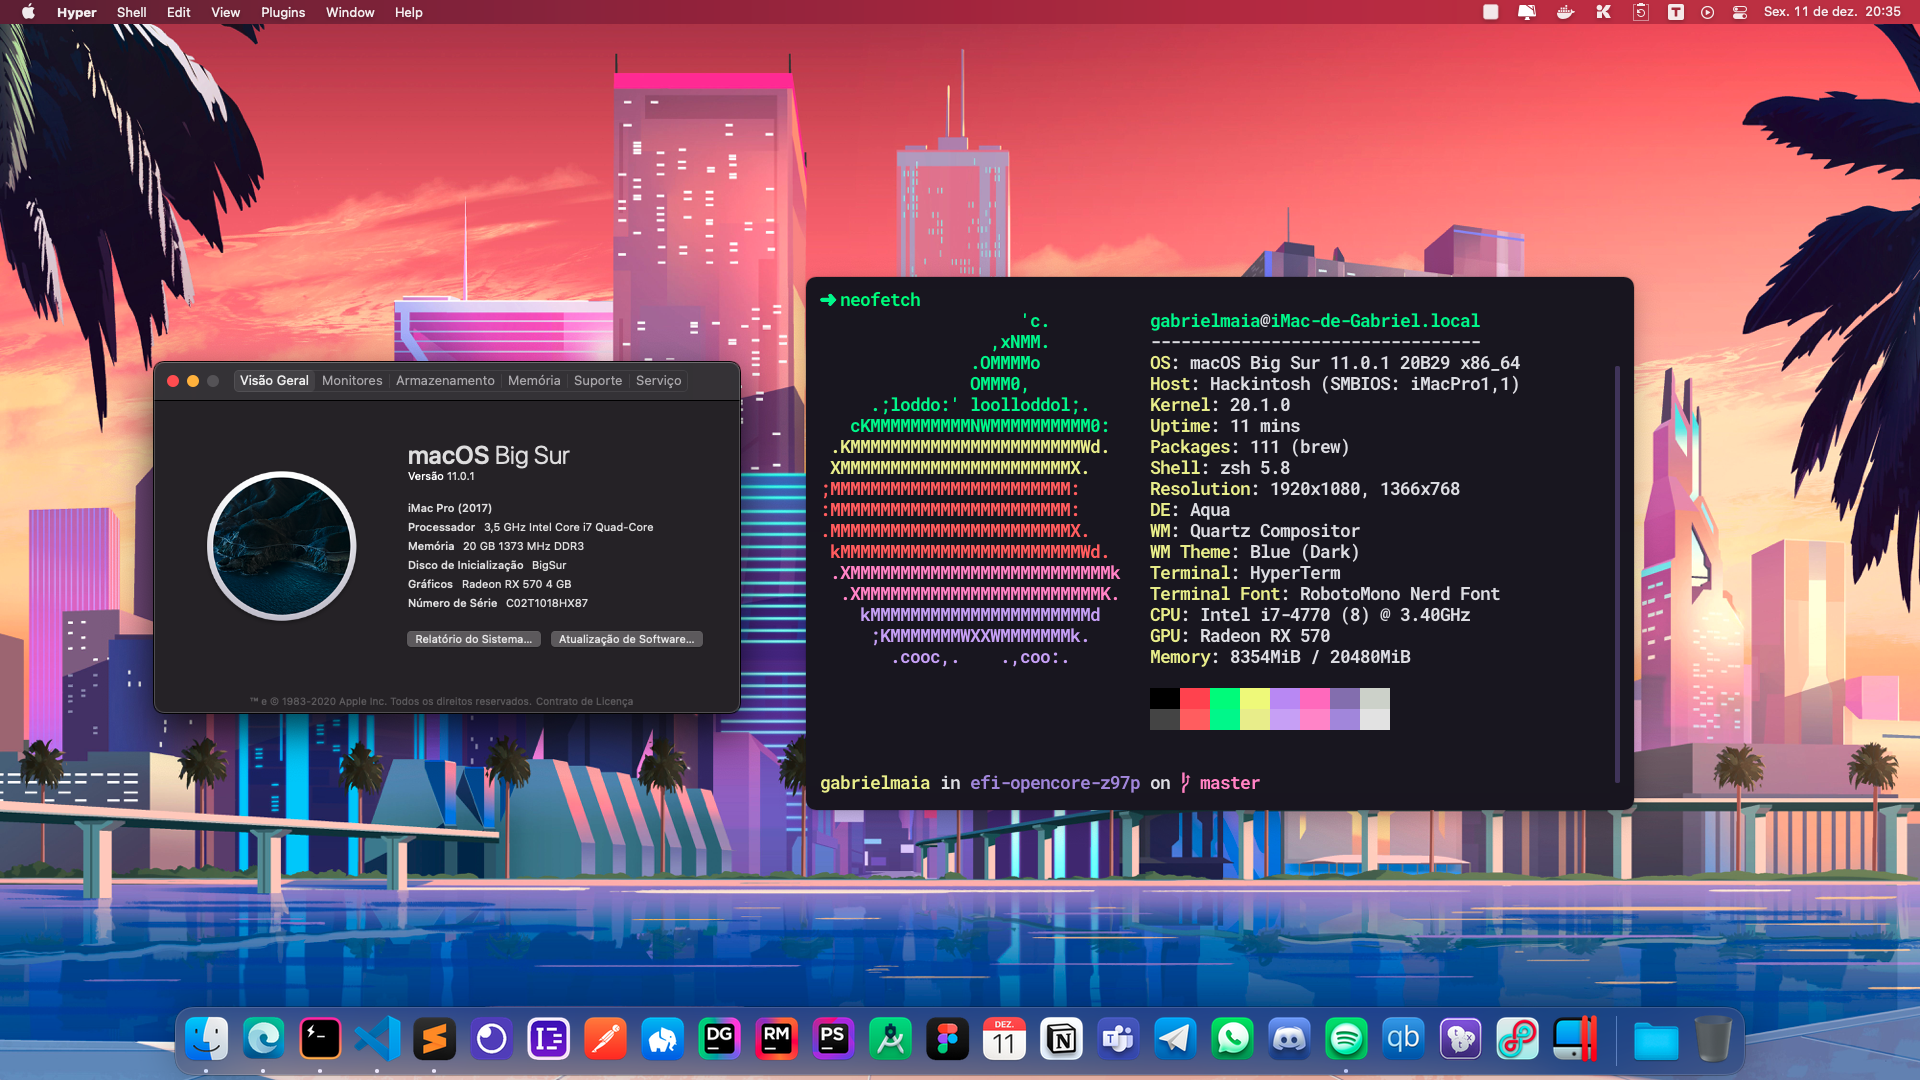 Hyper Shell Edit View Plugins Window Help
T Sex. 11 de dez. 20:35
Visão Geral Monitores Armazenamento Memória Suporte Serviço
macOS Big Sur
Versão 11.0.1
iMac Pro (2017)
Processador 3,5 GHz Intel Core i7 Quad-Core
Memória 20 GB 1373 MHz DDR3
Disco de Inicialização BigSur
Gráficos Radeon RX 570 4 GB
Número de Série C02T1018HX87
Relatório do Sistema... Atualização de Software...
™ e © 1983-2020 Apple Inc. Todos os direitos reservados. Contrato de Licença
➜ neofetch
'c.
,xNMM.
.OMMMMo
OMMM0,
.;loddo:' loolloddol;.
cKMMMMMMMMMMNWMMMMMMMMMM0:
.KMMMMMMMMMMMMMMMMMMMMMMMWd.
XMMMMMMMMMMMMMMMMMMMMMMMX.
;MMMMMMMMMMMMMMMMMMMMMMMM:
:MMMMMMMMMMMMMMMMMMMMMMMM:
.MMMMMMMMMMMMMMMMMMMMMMMMX.
kMMMMMMMMMMMMMMMMMMMMMMMMWd.
.XMMMMMMMMMMMMMMMMMMMMMMMMMMk
.XMMMMMMMMMMMMMMMMMMMMMMMMK.
kMMMMMMMMMMMMMMMMMMMMMMd
;KMMMMMMMWXXWMMMMMMMk.
.cooc,. .,coo:.
gabrielmaia@iMac-de-Gabriel.local
---------------------------------
OS: macOS Big Sur 11.0.1 20B29 x86_64
Host: Hackintosh (SMBIOS: iMacPro1,1)
Kernel: 20.1.0
Uptime: 11 mins
Packages: 111 (brew)
Shell: zsh 5.8
Resolution: 1920x1080, 1366x768
DE: Aqua
WM: Quartz Compositor
WM Theme: Blue (Dark)
Terminal: HyperTerm
Terminal Font: RobotoMono Nerd Font
CPU: Intel i7-4770 (8) @ 3.40GHz
GPU: Radeon RX 570
Memory: 8354MiB / 20480MiB
gabrielmaia in efi-opencore-z97p on master
DG RM PS DEZ. 11 N qb